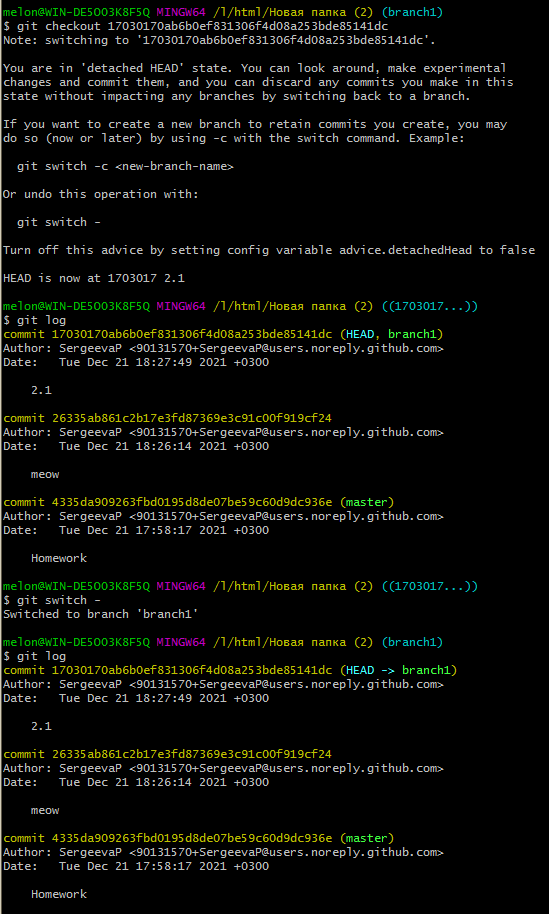 melon@WIN-DE5O03K8F5Q MINGW64 /l/html/Новая папка (2) (branch1)
$ git checkout 17030170ab6b0ef831306f4d08a253bde85141dc
Note: switching to '17030170ab6b0ef831306f4d08a253bde85141dc'.

You are in 'detached HEAD' state. You can look around, make experimental
changes and commit them, and you can discard any commits you make in this
state without impacting any branches by switching back to a branch.

If you want to create a new branch to retain commits you create, you may
do so (now or later) by using -c with the switch command. Example:

  git switch -c <new-branch-name>

Or undo this operation with:

  git switch -

Turn off this advice by setting config variable advice.detachedHead to false

HEAD is now at 1703017 2.1

melon@WIN-DE5O03K8F5Q MINGW64 /l/html/Новая папка (2) ((1703017...))
$ git log
commit 17030170ab6b0ef831306f4d08a253bde85141dc (HEAD, branch1)
Author: SergeevaP <90131570+SergeevaP@users.noreply.github.com>
Date:   Tue Dec 21 18:27:49 2021 +0300

    2.1

commit 26335ab861c2b17e3fd87369e3c91c00f919cf24
Author: SergeevaP <90131570+SergeevaP@users.noreply.github.com>
Date:   Tue Dec 21 18:26:14 2021 +0300

    meow

commit 4335da909263fbd0195d8de07be59c60d9dc936e (master)
Author: SergeevaP <90131570+SergeevaP@users.noreply.github.com>
Date:   Tue Dec 21 17:58:17 2021 +0300

    Homework

melon@WIN-DE5O03K8F5Q MINGW64 /l/html/Новая папка (2) ((1703017...))
$ git switch -
Switched to branch 'branch1'

melon@WIN-DE5O03K8F5Q MINGW64 /l/html/Новая папка (2) (branch1)
$ git log
commit 17030170ab6b0ef831306f4d08a253bde85141dc (HEAD -> branch1)
Author: SergeevaP <90131570+SergeevaP@users.noreply.github.com>
Date:   Tue Dec 21 18:27:49 2021 +0300

    2.1

commit 26335ab861c2b17e3fd87369e3c91c00f919cf24
Author: SergeevaP <90131570+SergeevaP@users.noreply.github.com>
Date:   Tue Dec 21 18:26:14 2021 +0300

    meow

commit 4335da909263fbd0195d8de07be59c60d9dc936e (master)
Author: SergeevaP <90131570+SergeevaP@users.noreply.github.com>
Date:   Tue Dec 21 17:58:17 2021 +0300

    Homework